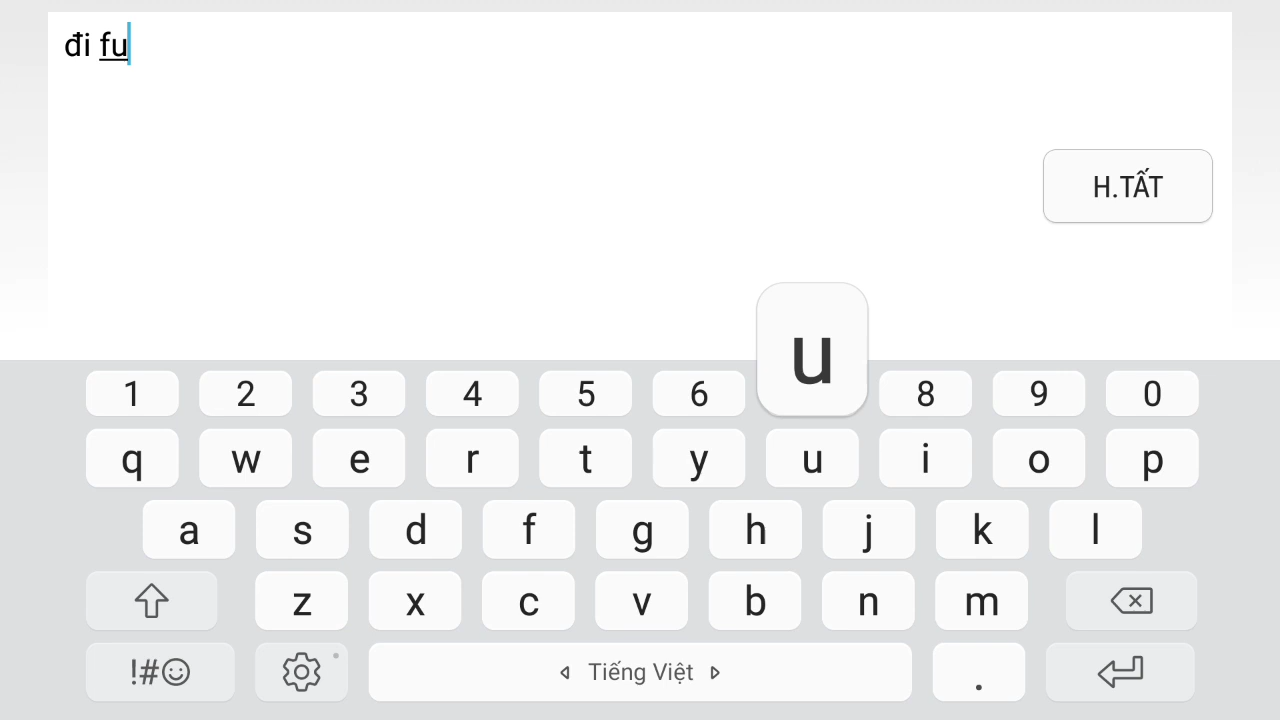 đi fu
H.TẤT
u
1 2 3 4 5 6 8 9 0
q w e r t y u i o p
a s d f g h j k l
z x c v b n m
!#☺ Tiếng Việt .